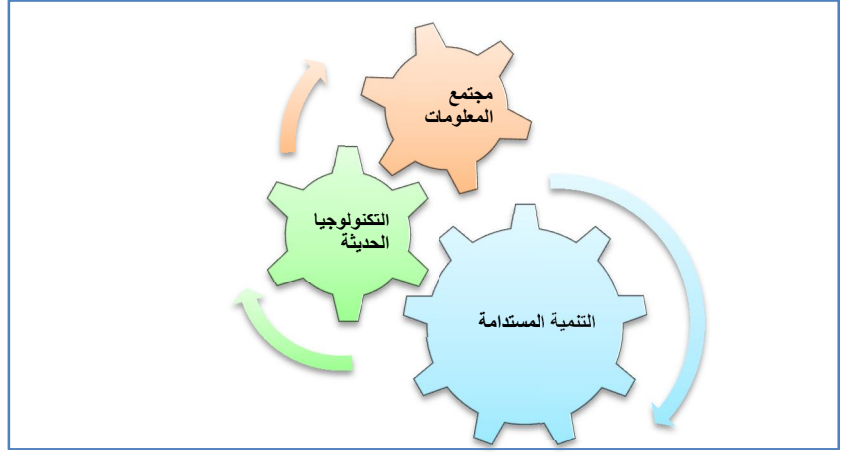 مجتمع
المعلومات
التكنولوجيا
الحديثة
التنمية المستدامة